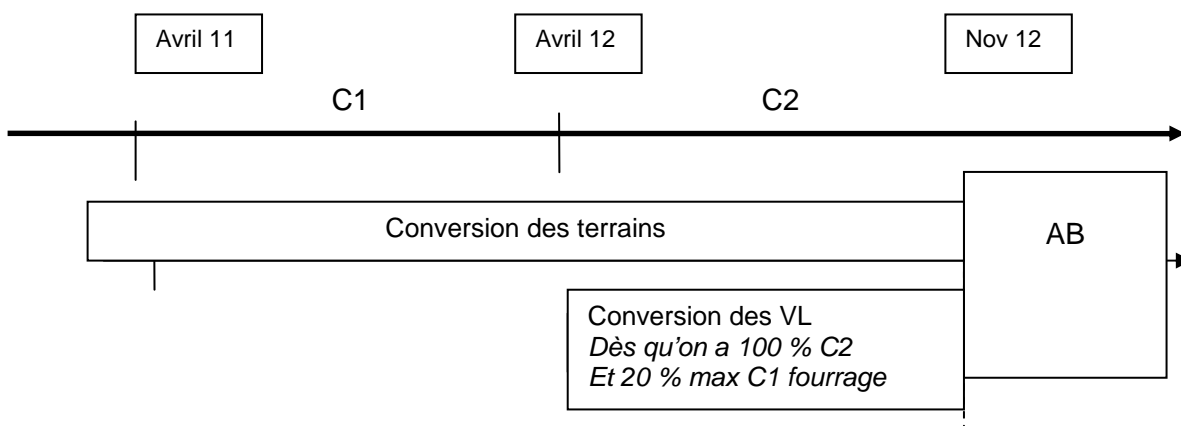 Avril 11
Avril 12
Nov 12
C1
C2
Conversion des terrains
AB
Conversion des VL
Dès qu'on a 100 % C2
Et 20 % max C1 fourrage